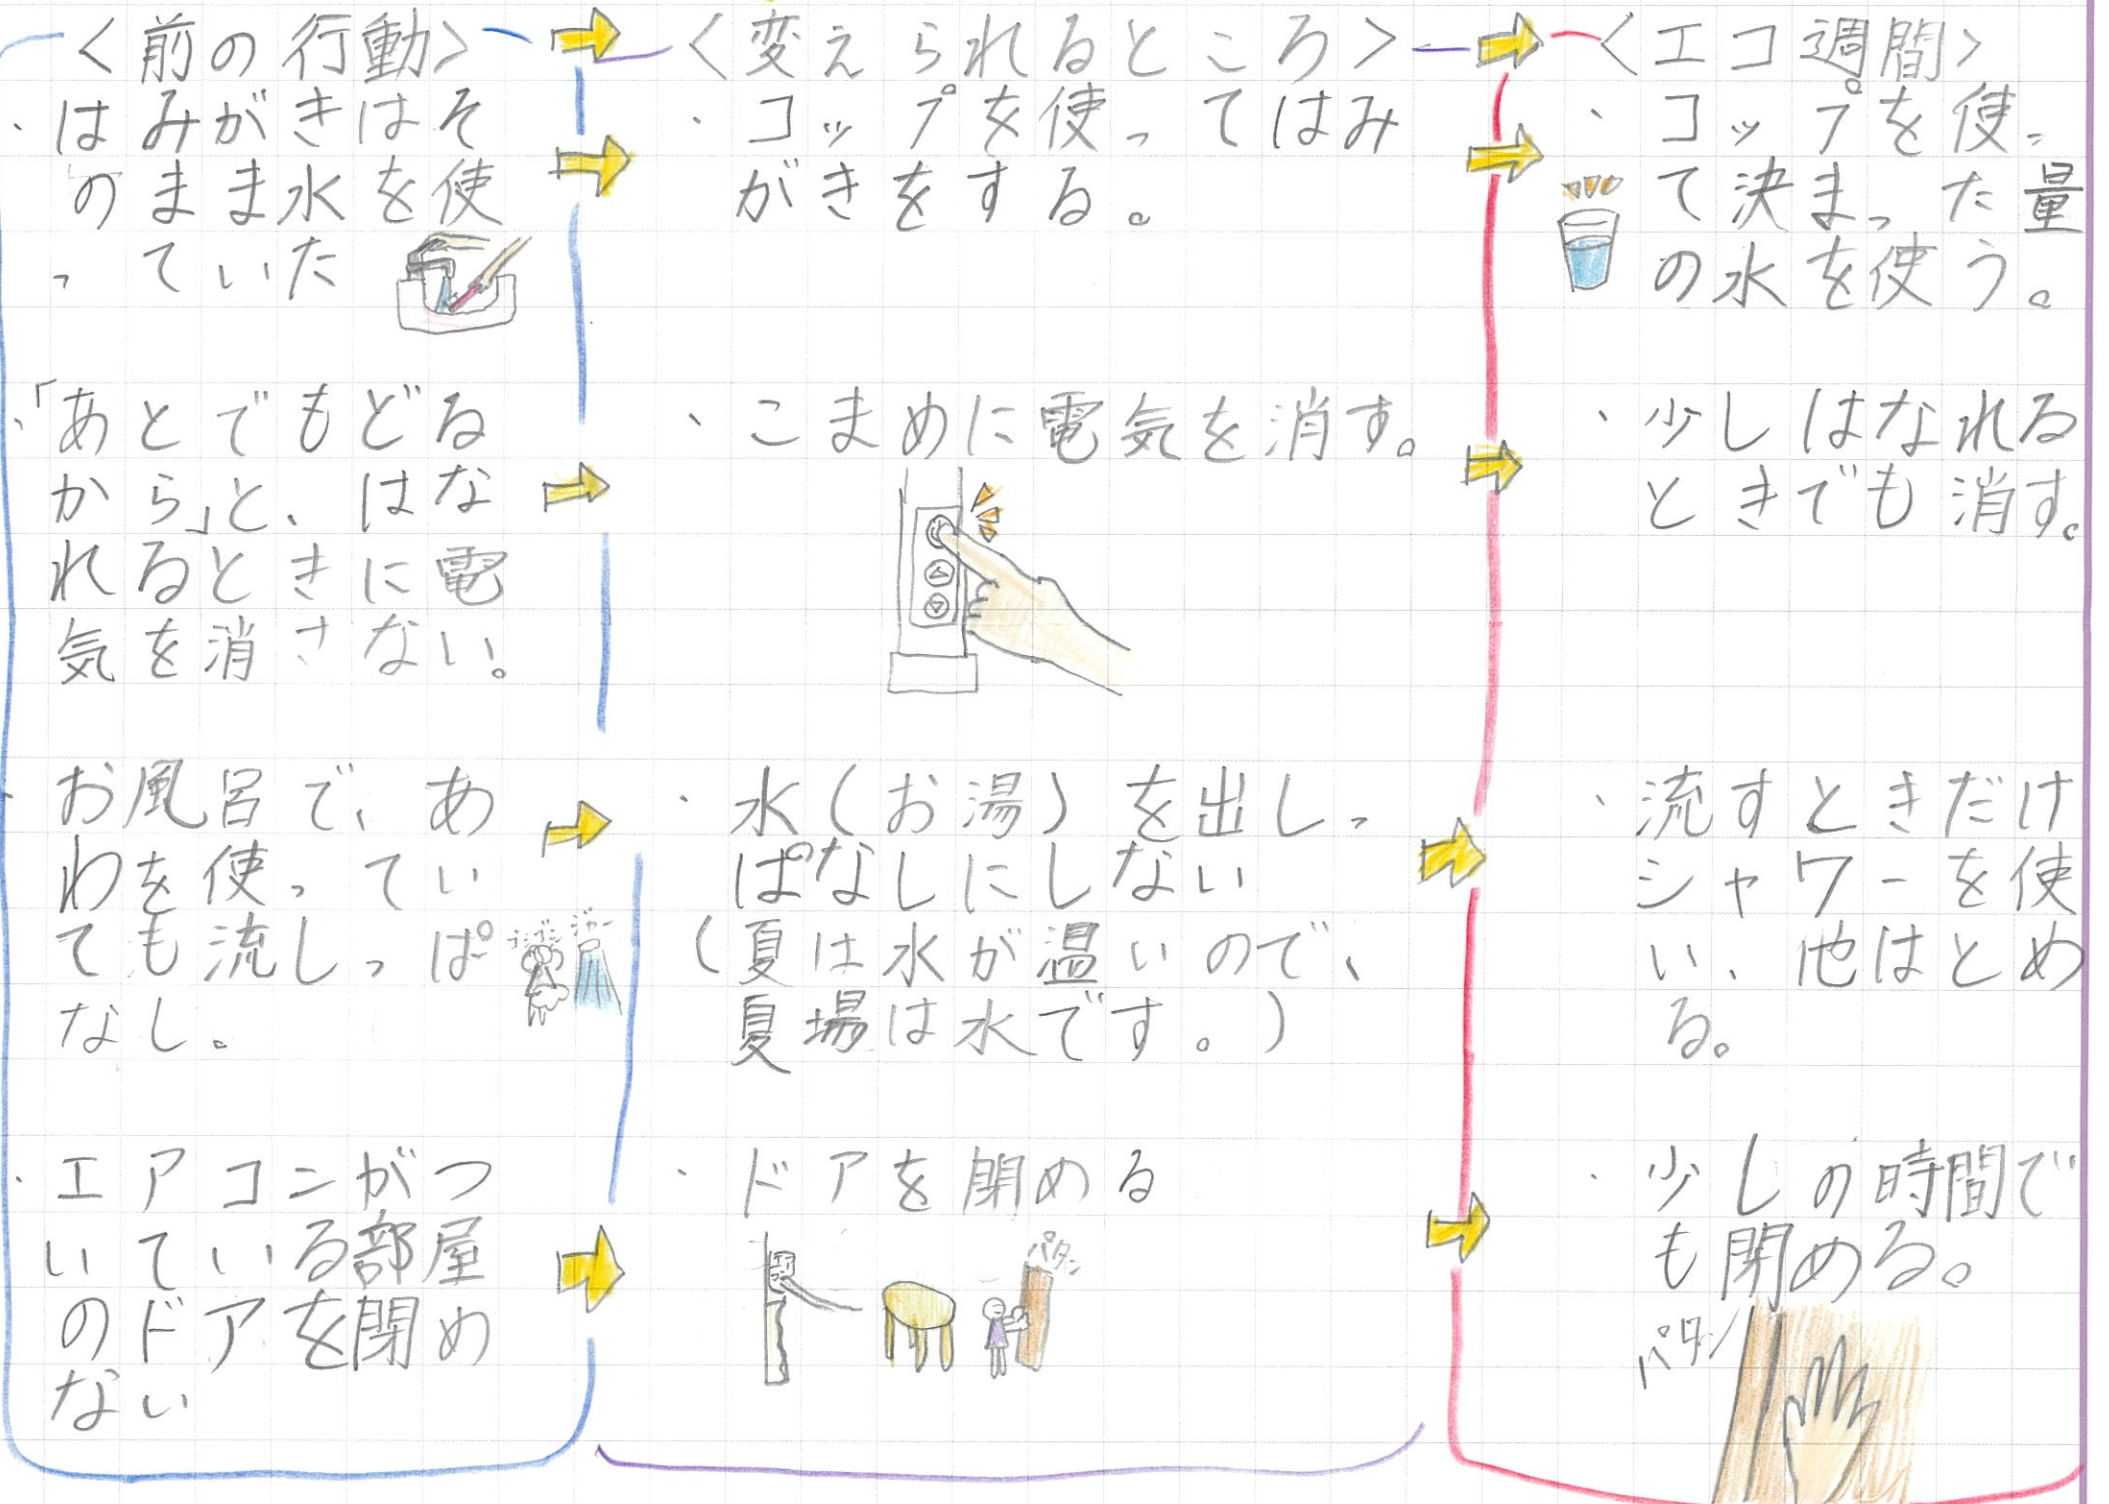 <前の行動>
・はみがきはそ
のまま水を使
っていた
・「あとでもどる
から」と、はな
れるときに電
気を消さない。
・お風呂で、あ
わを使ってい
ても流しっぱ
なし。
ゴシゴシ
ジャー
・エアコンがつ
いている部屋
のドアを閉め
ない
<変えられるところ>
・コップを使ってはみ
がきをする。
・こまめに電気を消す。
・水(お湯)を出しっ
ぱなしにしない
(夏は水が温いので、
夏場は水です。)
・ドアを閉める
パタン
<エコ週間>
・コップを使っ
て決まった量
の水を使う。
・少しはなれる
ときでも消す。
・流すときだけ
シャワーを使
い、他はとめ
る。
・少しの時間で
も閉める。
パタン